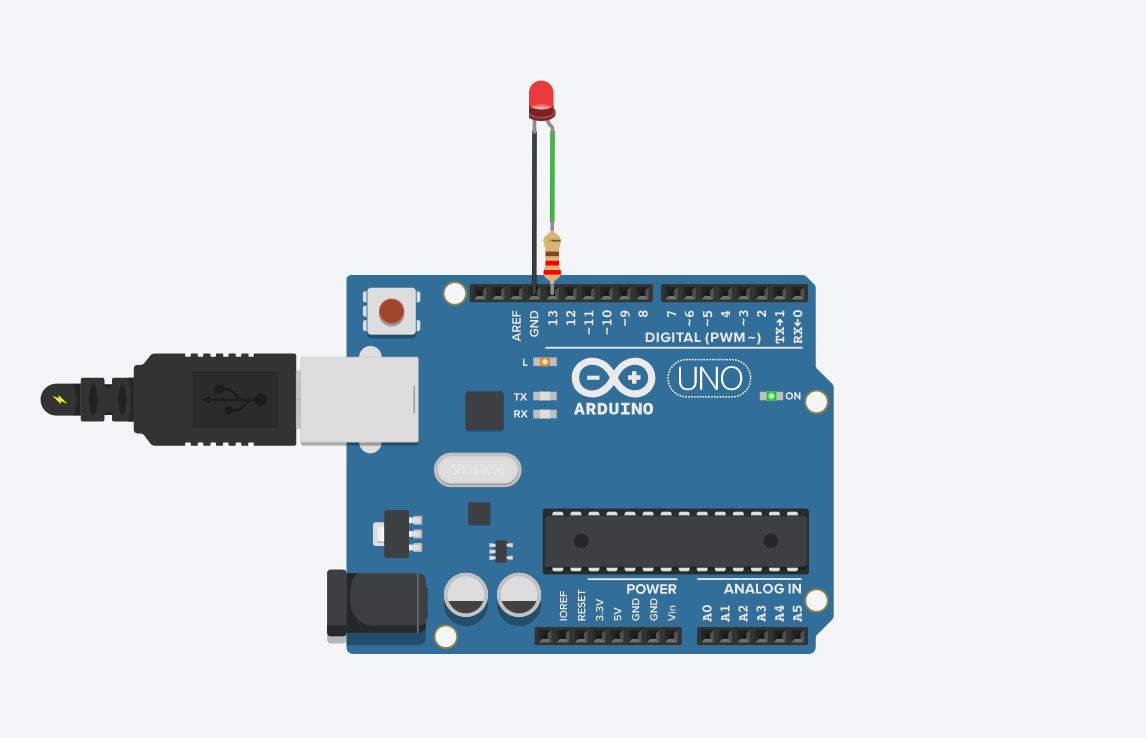 AREF
GND
13
12
~11
~10
~9
8
7
~6
~5
4
~3
2
TX→1
RX←0
DIGITAL (PWM~)
L
TX
RX
ARDUINO
UNO
ON
SPK16.000G
POWER
ANALOG IN
IOREF
RESET
3.3V
5V
GND
GND
Vin
A0
A1
A2
A3
A4
A5